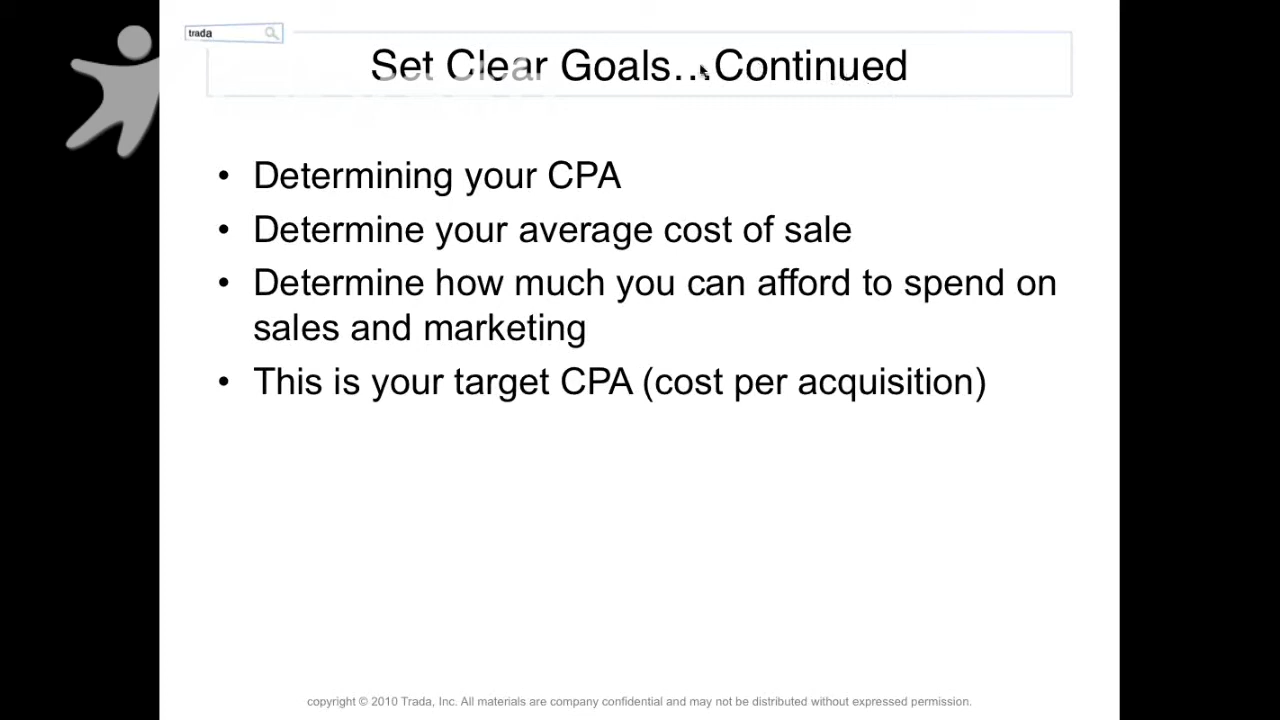 trada
Set Clear Goals...Continued
• Determining your CPA
• Determine your average cost of sale
• Determine how much you can afford to spend on
sales and marketing
• This is your target CPA (cost per acquisition)
copyright © 2010 Trada, Inc. All materials are company confidential and may not be distributed without expressed permission.